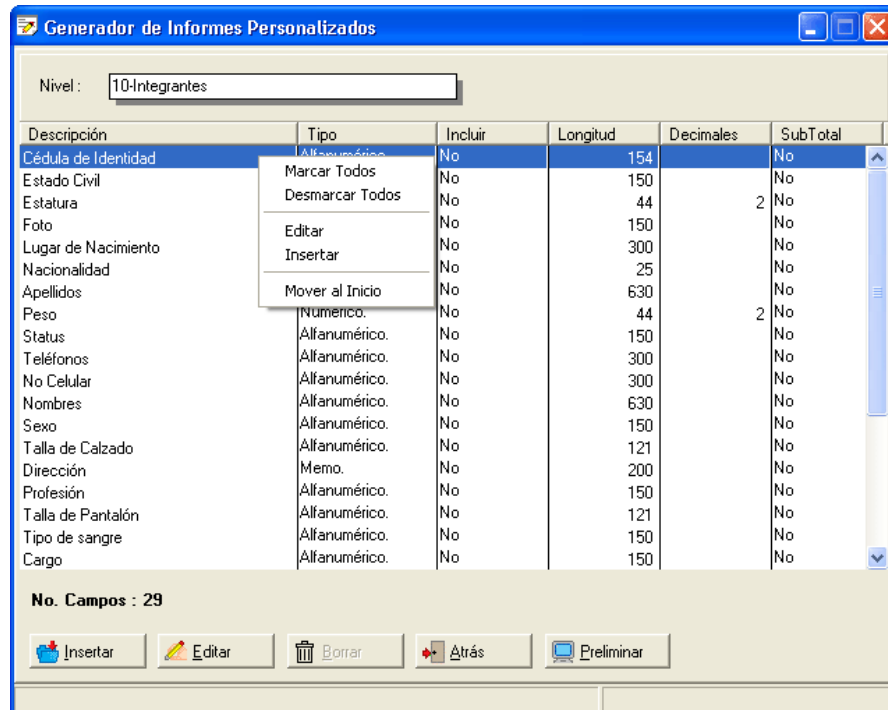 Generador de Informes Personalizados
Nivel : 10-Integrantes
Descripción Tipo Incluir Longitud Decimales SubTotal
Cédula de Identidad Alfanumérico. No 154 No
Estado Civil No 150 No
Estatura No 44 2 No
Foto No 150 No
Lugar de Nacimiento No 300 No
Nacionalidad No 25 No
Apellidos No 630 No
Peso Numérico. No 44 2 No
Status Alfanumérico. No 150 No
Teléfonos Alfanumérico. No 300 No
No Celular Alfanumérico. No 300 No
Nombres Alfanumérico. No 630 No
Sexo Alfanumérico. No 150 No
Talla de Calzado Alfanumérico. No 121 No
Dirección Memo. No 200 No
Profesión Alfanumérico. No 150 No
Talla de Pantalón Alfanumérico. No 121 No
Tipo de sangre Alfanumérico. No 150 No
Cargo Alfanumérico. No 150 No
Marcar Todos
Desmarcar Todos
Editar
Insertar
Mover al Inicio
No. Campos : 29
Insertar Editar Borrar Atrás Preliminar